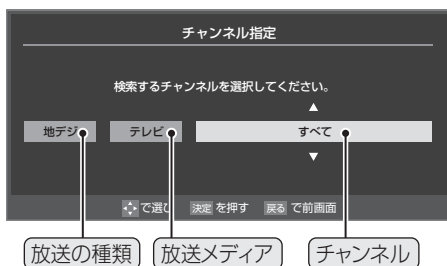 チャンネル指定
検索するチャンネルを選択してください。
地デジ テレビ すべて
で選び 決定 を押す 戻る で前画面
放送の種類 放送メディア チャンネル